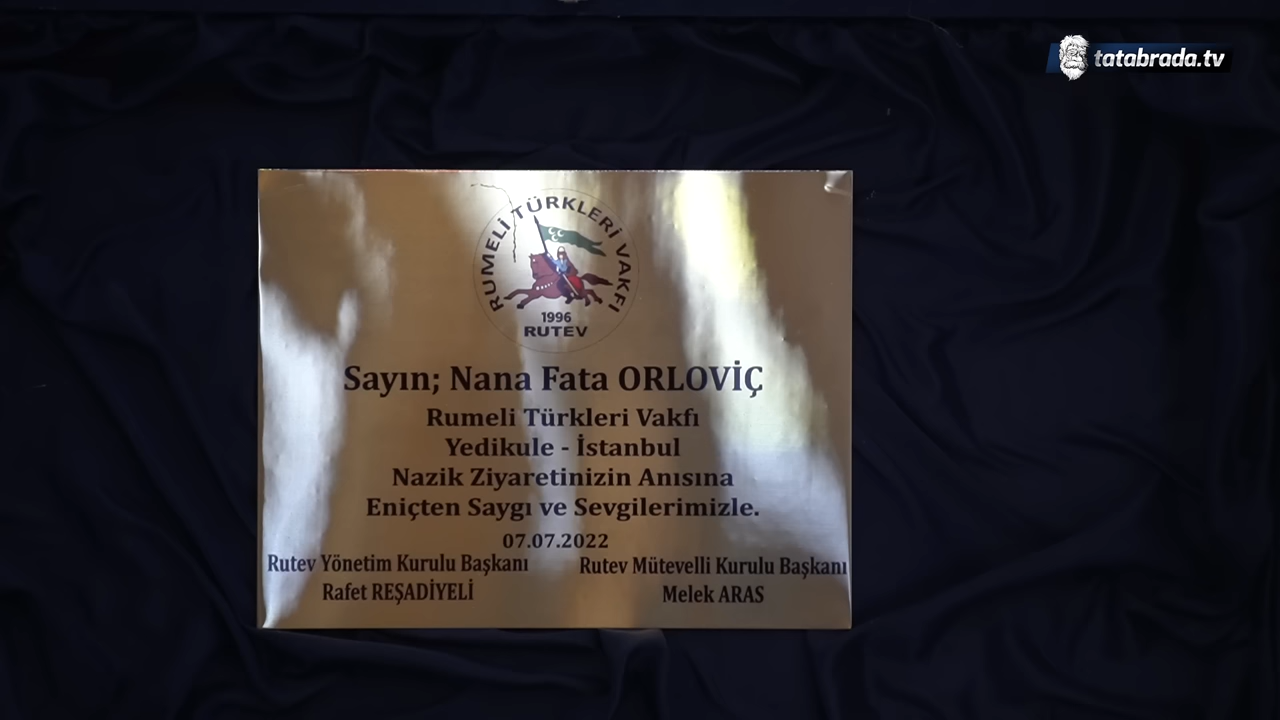 tatabrada.tv
RUMELİ TÜRKLERİ VAKFI
1996
RUTEV
Sayın; Nana Fata ORLOVİÇ
Rumeli Türkleri Vakfı
Yedikule - İstanbul
Nazik Ziyaretinizin Anısına
Eniçten Saygı ve Sevgilerimizle.
07.07.2022
Rutev Yönetim Kurulu Başkanı
Rafet REŞADİYELİ
Rutev Mütevelli Kurulu Başkanı
Melek ARAS